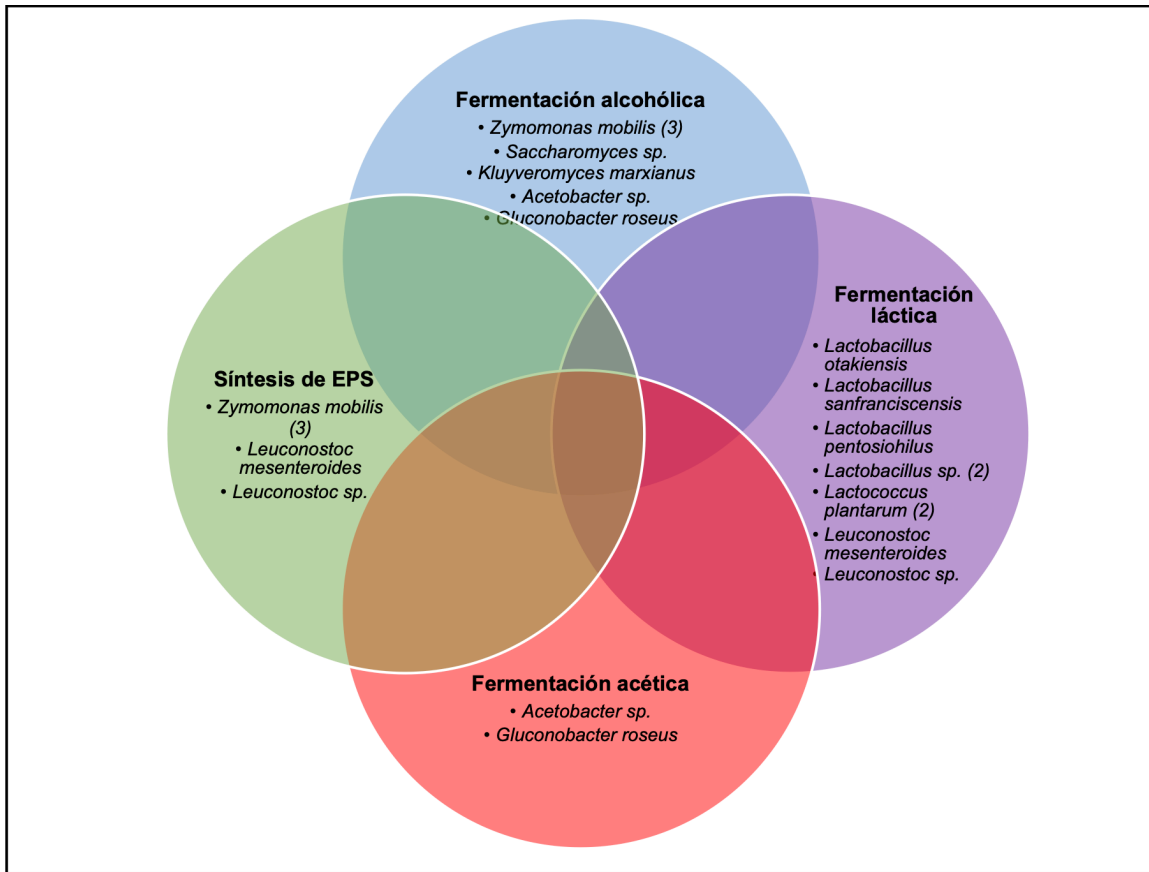 Fermentación alcohólica
• Zymomonas mobilis (3)
• Saccharomyces sp.
• Kluyveromyces marxianus
• Acetobacter sp.
• Gluconobacter roseus
Fermentación
láctica
• Lactobacillus
otakiensis
• Lactobacillus
sanfranciscensis
• Lactobacillus
pentosiohilus
• Lactobacillus sp. (2)
• Lactococcus
plantarum (2)
• Leuconostoc
mesenteroides
• Leuconostoc sp.
Síntesis de EPS
• Zymomonas mobilis
(3)
• Leuconostoc
mesenteroides
• Leuconostoc sp.
Fermentación acética
• Acetobacter sp.
• Gluconobacter roseus